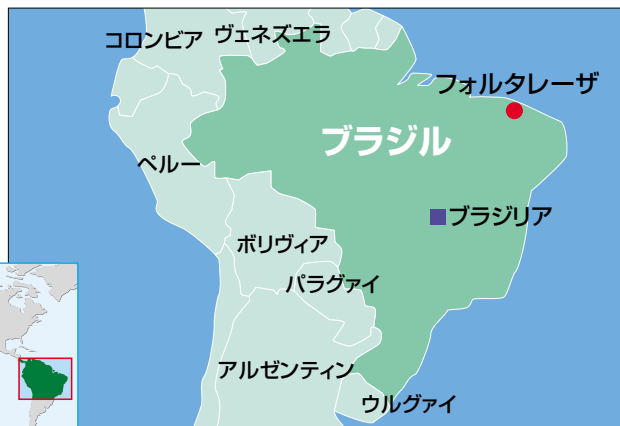 コロンビア
ヴェネズエラ
フォルタレーザ
ブラジル
ペルー
ブラジリア
ボリヴィア
パラグァイ
アルゼンティン
ウルグァイ